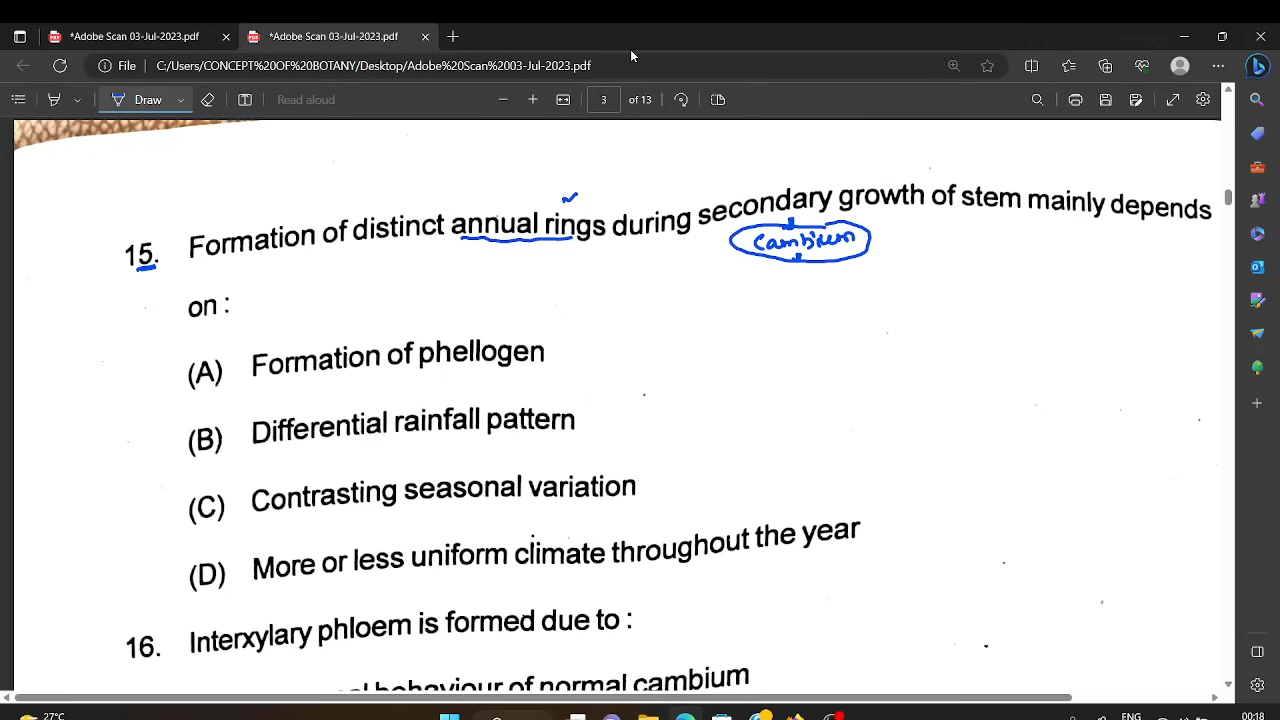 *Adobe Scan 03-Jul-2023.pdf
*Adobe Scan 03-Jul-2023.pdf
File
C:/Users/CONCEPT%20OF%20BOTANY/Desktop/Adobe%20Scan%2003-Jul-2023.pdf
Draw
Read aloud
3 of 13
15. Formation of distinct annual rings during secondary growth of stem mainly depends
cambium
on :
(A) Formation of phellogen
(B) Differential rainfall pattern
(C) Contrasting seasonal variation
(D) More or less uniform climate throughout the year
16. Interxylary phloem is formed due to :
behaviour of normal cambium
27°C
ENG
00:18